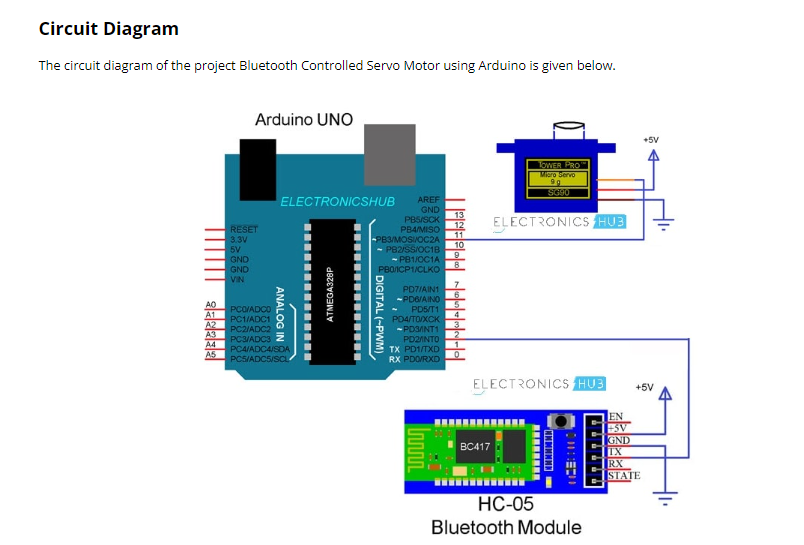 Circuit Diagram
The circuit diagram of the project Bluetooth Controlled Servo Motor using Arduino is given below.
Arduino UNO
+5V
TOWER PRO™
Micro Servo
9 g
SG90
ELECTRONICSHUB
ELECTRONICS HUB
RESET
3.3V
5V
GND
GND
VIN
A0 PC0/ADC0
A1 PC1/ADC1
A2 PC2/ADC2
A3 PC3/ADC3
A4 PC4/ADC4/SDA
A5 PC5/ADC5/SCL
ANALOG IN
ATMEGA328P
DIGITAL (~PWM)
AREF
GND
PB5/SCK 13
PB4/MISO 12
~PB3/MOSI/OC2A 11
~ PB2/SS/OC1B 10
~ PB1/OC1A 9
PB0/ICP1/CLKO 8
PD7/AIN1 7
~PD6/AIN0 6
~ PD5/T1 5
PD4/T0/XCK 4
~PD3/INT1 3
PD2/INT0 2
TX PD1/TXD 1
RX PD0/RXD 0
ELECTRONICS HUB
+5V
BC417
EN
+5V
GND
TX
RX
STATE
HC-05
Bluetooth Module